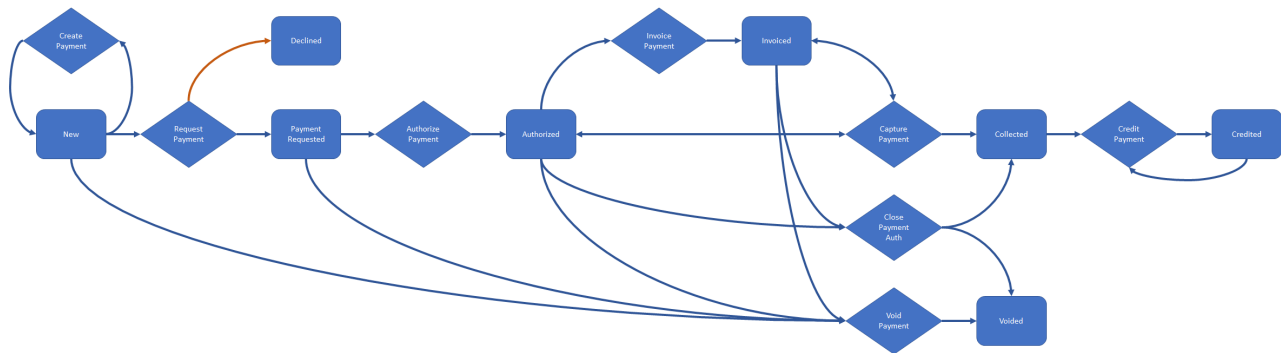 Create
Payment
Declined
Invoice
Payment
Invoiced
New
Request
Payment
Payment
Requested
Authorize
Payment
Authorized
Capture
Payment
Collected
Credit
Payment
Credited
Close
Payment
Auth
Void
Payment
Voided